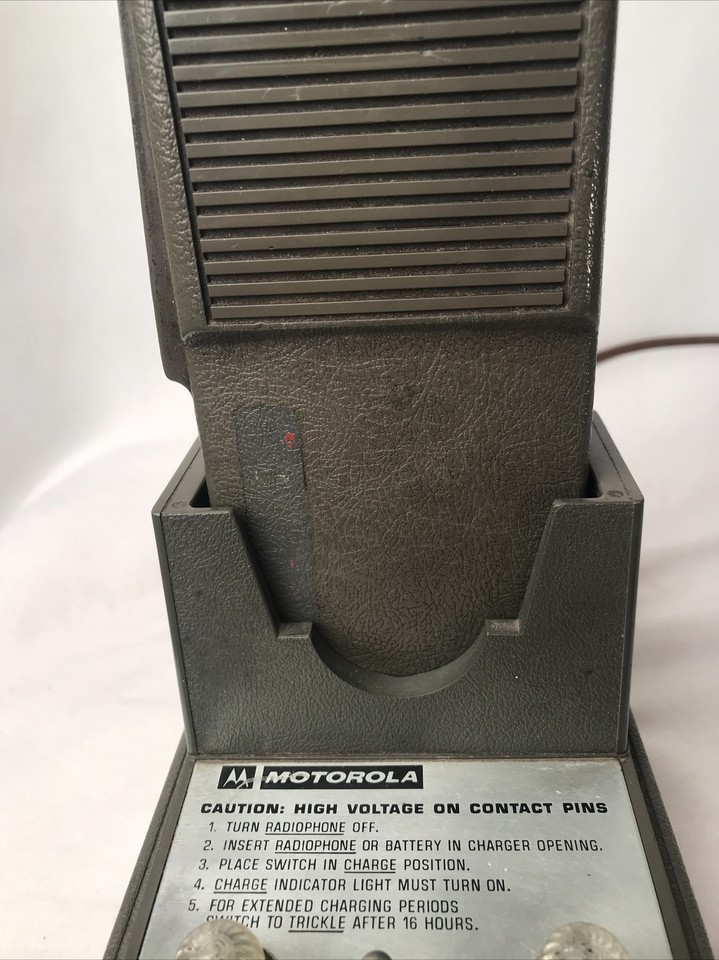 MOTOROLA
CAUTION: HIGH VOLTAGE ON CONTACT PINS
1. TURN RADIOPHONE OFF.
2. INSERT RADIOPHONE OR BATTERY IN CHARGER OPENING.
3. PLACE SWITCH IN CHARGE POSITION.
4. CHARGE INDICATOR LIGHT MUST TURN ON.
5. FOR EXTENDED CHARGING PERIODS
SWITCH TO TRICKLE AFTER 16 HOURS.